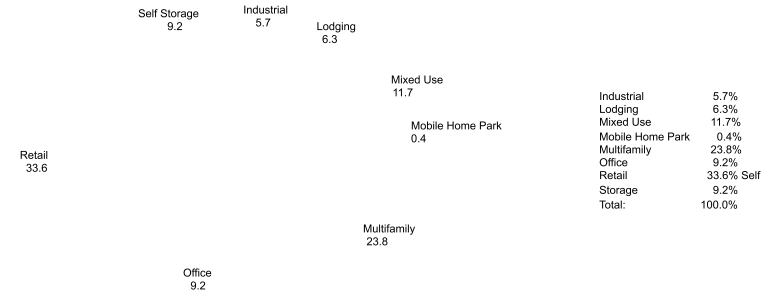 Self Storage
9.2
Industrial
5.7
Lodging
6.3
Mixed Use
11.7
Mobile Home Park
0.4
Retail
33.6
Multifamily
23.8
Office
9.2
Industrial 5.7%
Lodging 6.3%
Mixed Use 11.7%
Mobile Home Park 0.4%
Multifamily 23.8%
Office 9.2%
Retail 33.6% Self
Storage 9.2%
Total: 100.0%